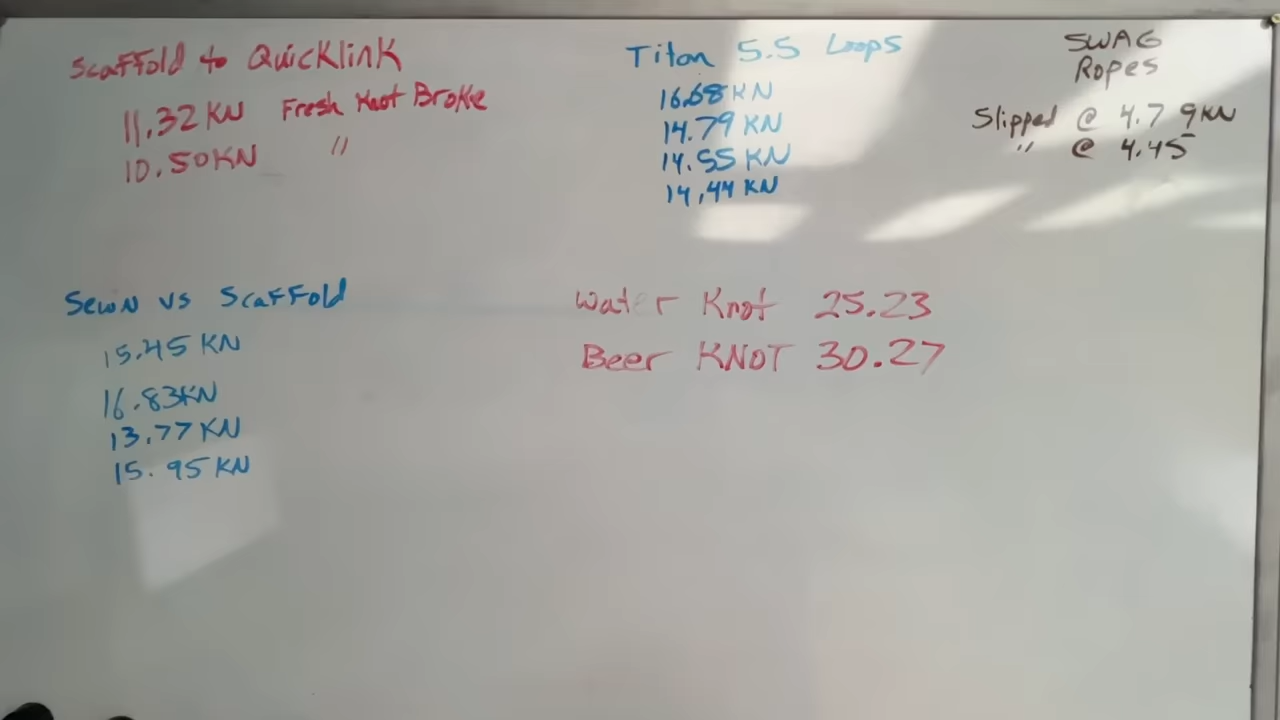 Scaffold to Quicklink
11.32 KN Fresh Knot Broke
10.50 KN "
Titan 5.5 Loops
16.68 KN
14.79 KN
14.55 KN
14.44 KN
SWAG
Ropes
Slipped @ 4.79 KN
" @ 4.45
Sewn vs Scaffold
15.45 KN
16.83 KN
13.77 KN
15.95 KN
Water Knot 25.23
Beer KNOT 30.27